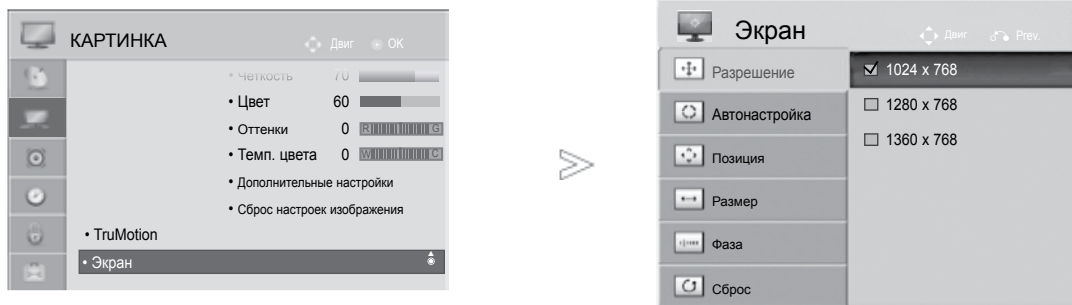 КАРТИНКА
Двиг
ОК
• Четкость 70
• Цвет 60
• Оттенки 0 R G
• Темп. цвета 0 W C
• Дополнительные настройки
• Сброс настроек изображения
• TruMotion
• Экран
Экран
Двиг
Prev.
Разрешение
Автонастройка
Позиция
Размер
Фаза
Сброс
1024 x 768
1280 x 768
1360 x 768